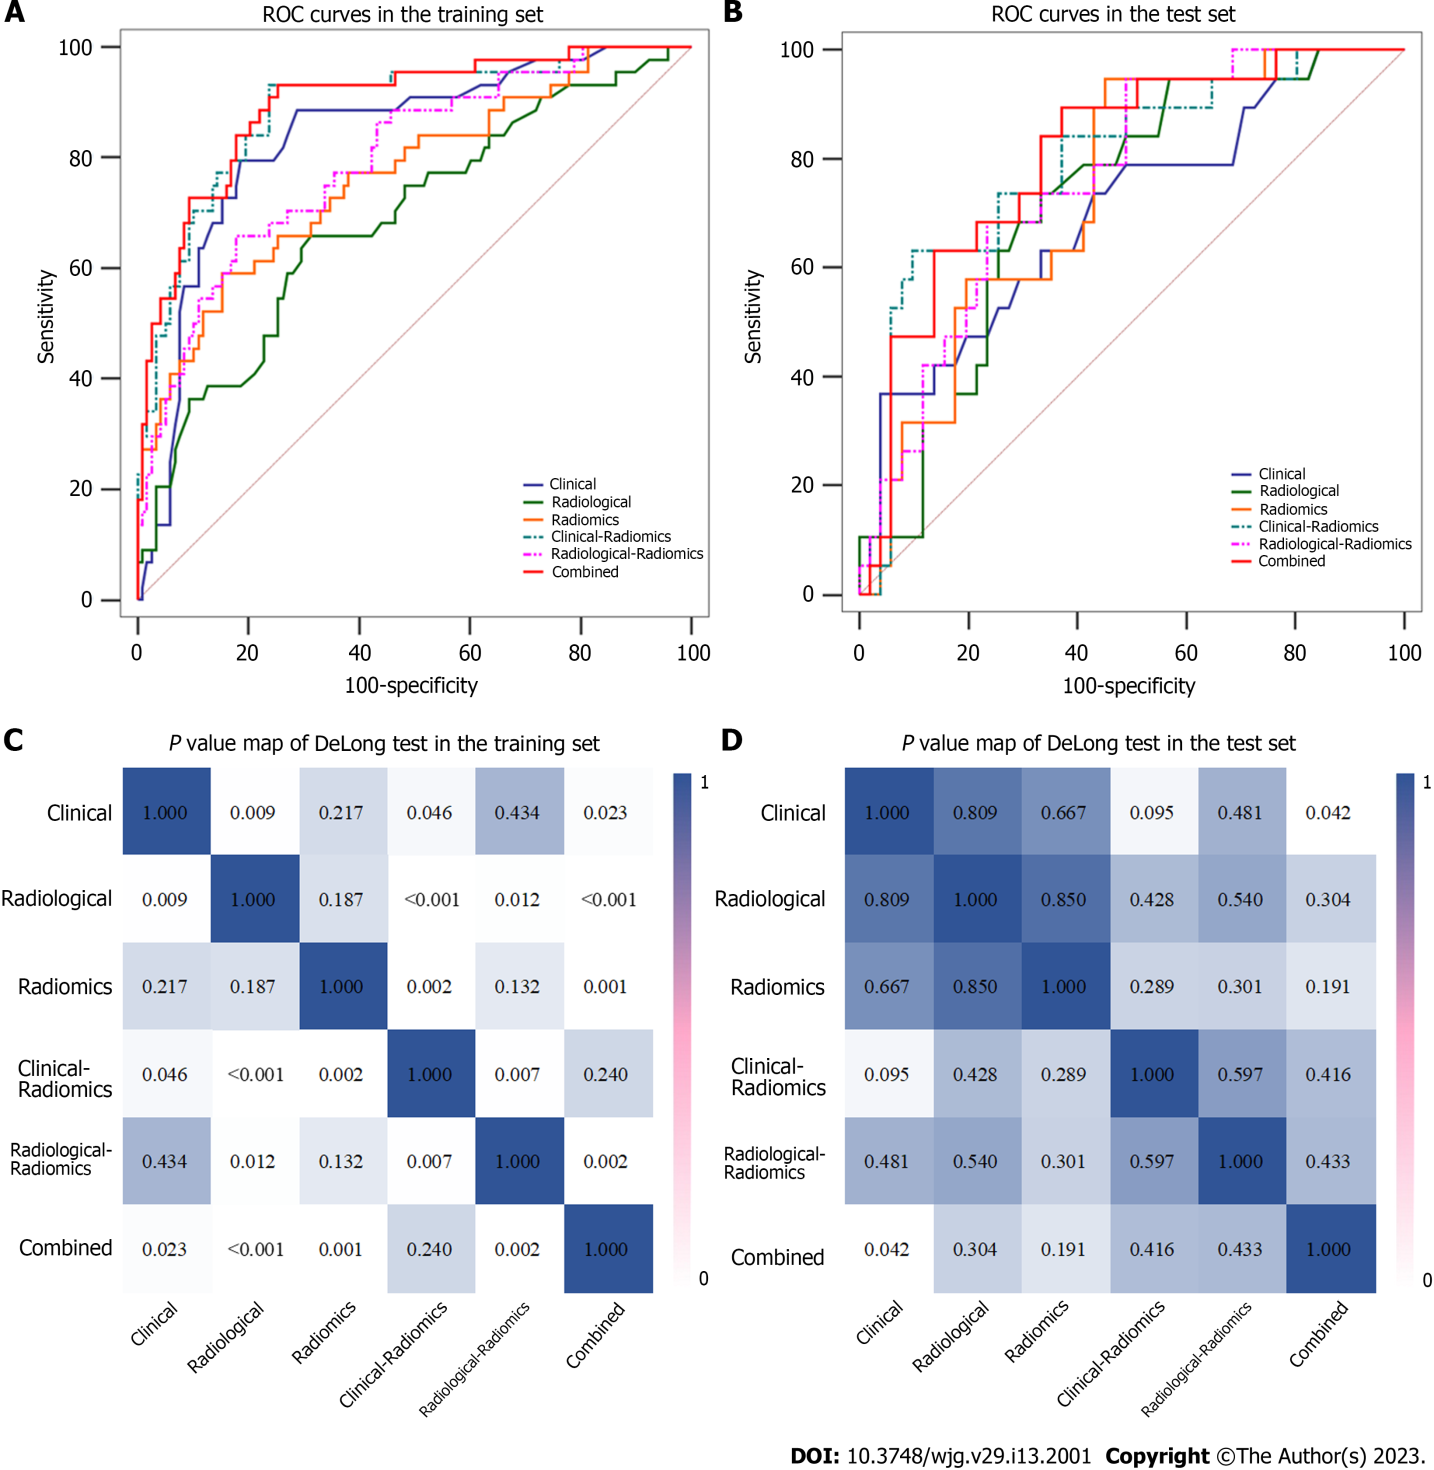 A
ROC curves in the training set
100
80
60
40
20
0
Sensitivity
0 20 40 60 80 100
100-specificity
Clinical
Radiological
Radiomics
Clinical-Radiomics
Radiological-Radiomics
Combined
B
ROC curves in the test set
100
80
60
40
20
0
Sensitivity
0 20 40 60 80 100
100-specificity
Clinical
Radiological
Radiomics
Clinical-Radiomics
Radiological-Radiomics
Combined
C
P value map of DeLong test in the training set
Clinical 1.000 0.009 0.217 0.046 0.434 0.023
Radiological 0.009 1.000 0.187 <0.001 0.012 <0.001
Radiomics 0.217 0.187 1.000 0.002 0.132 0.001
Clinical-
Radiomics 0.046 <0.001 0.002 1.000 0.007 0.240
Radiological-
Radiomics 0.434 0.012 0.132 0.007 1.000 0.002
Combined 0.023 <0.001 0.001 0.240 0.002 1.000
Clinical
Radiological
Radiomics
Clinical-Radiomics
Radiological-Radiomics
Combined
1
0
D
P value map of DeLong test in the test set
Clinical 1.000 0.809 0.667 0.095 0.481 0.042
Radiological 0.809 1.000 0.850 0.428 0.540 0.304
Radiomics 0.667 0.850 1.000 0.289 0.301 0.191
Clinical-
Radiomics 0.095 0.428 0.289 1.000 0.597 0.416
Radiological-
Radiomics 0.481 0.540 0.301 0.597 1.000 0.433
Combined 0.042 0.304 0.191 0.416 0.433 1.000
Clinical
Radiological
Radiomics
Clinical-Radiomics
Radiological-Radiomics
Combined
1
0
DOI: 10.3748/wjg.v29.i13.2001 Copyright ©The Author(s) 2023.